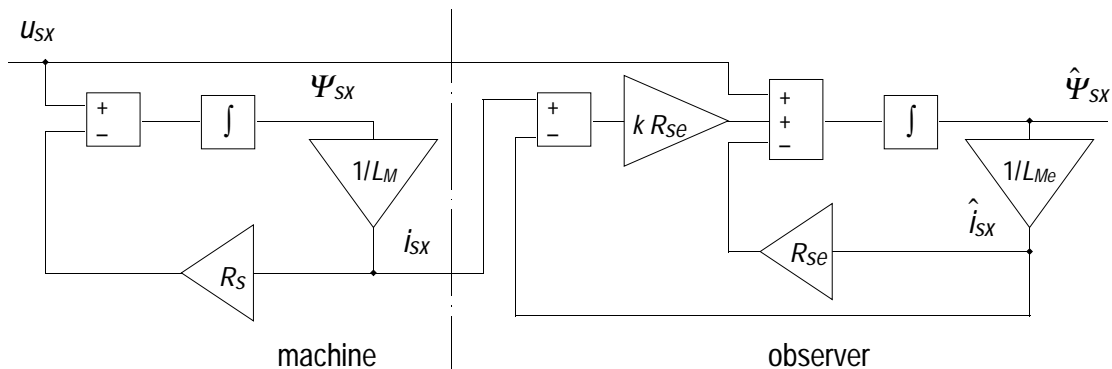 u_sx
Ψ_sx
Ψ̂_sx
+
−
∫
+
−
k R_se
+
+
−
∫
1/L_M
1/L_Me
î_sx
i_sx
R_s
R_se
machine
observer